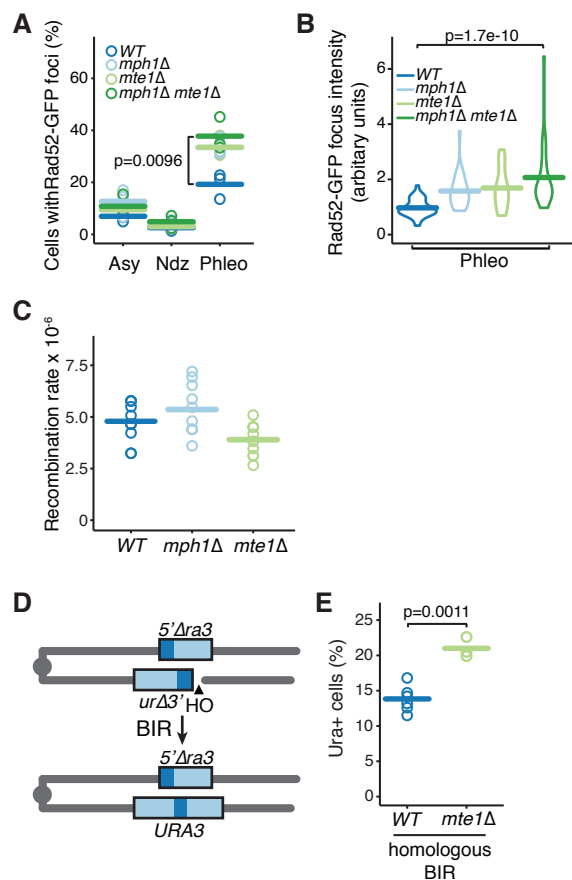 A
Cells with Rad52-GFP foci (%)
60
40
20
0
WT
mph1Δ
mte1Δ
mph1Δ mte1Δ
p=0.0096
Asy Ndz Phleo
B
Rad52-GFP focus intensity
(arbitary units)
6
4
2
0
p=1.7e-10
WT
mph1Δ
mte1Δ
mph1Δ mte1Δ
Phleo
C
Recombination rate x 10⁻⁶
7.5
5.0
2.5
0
WT mph1Δ mte1Δ
D
5'Δra3
urΔ3' HO
BIR
5'Δra3
URA3
E
Ura+ cells (%)
25
20
15
10
5
0
p=0.0011
WT mte1Δ
homologous
BIR